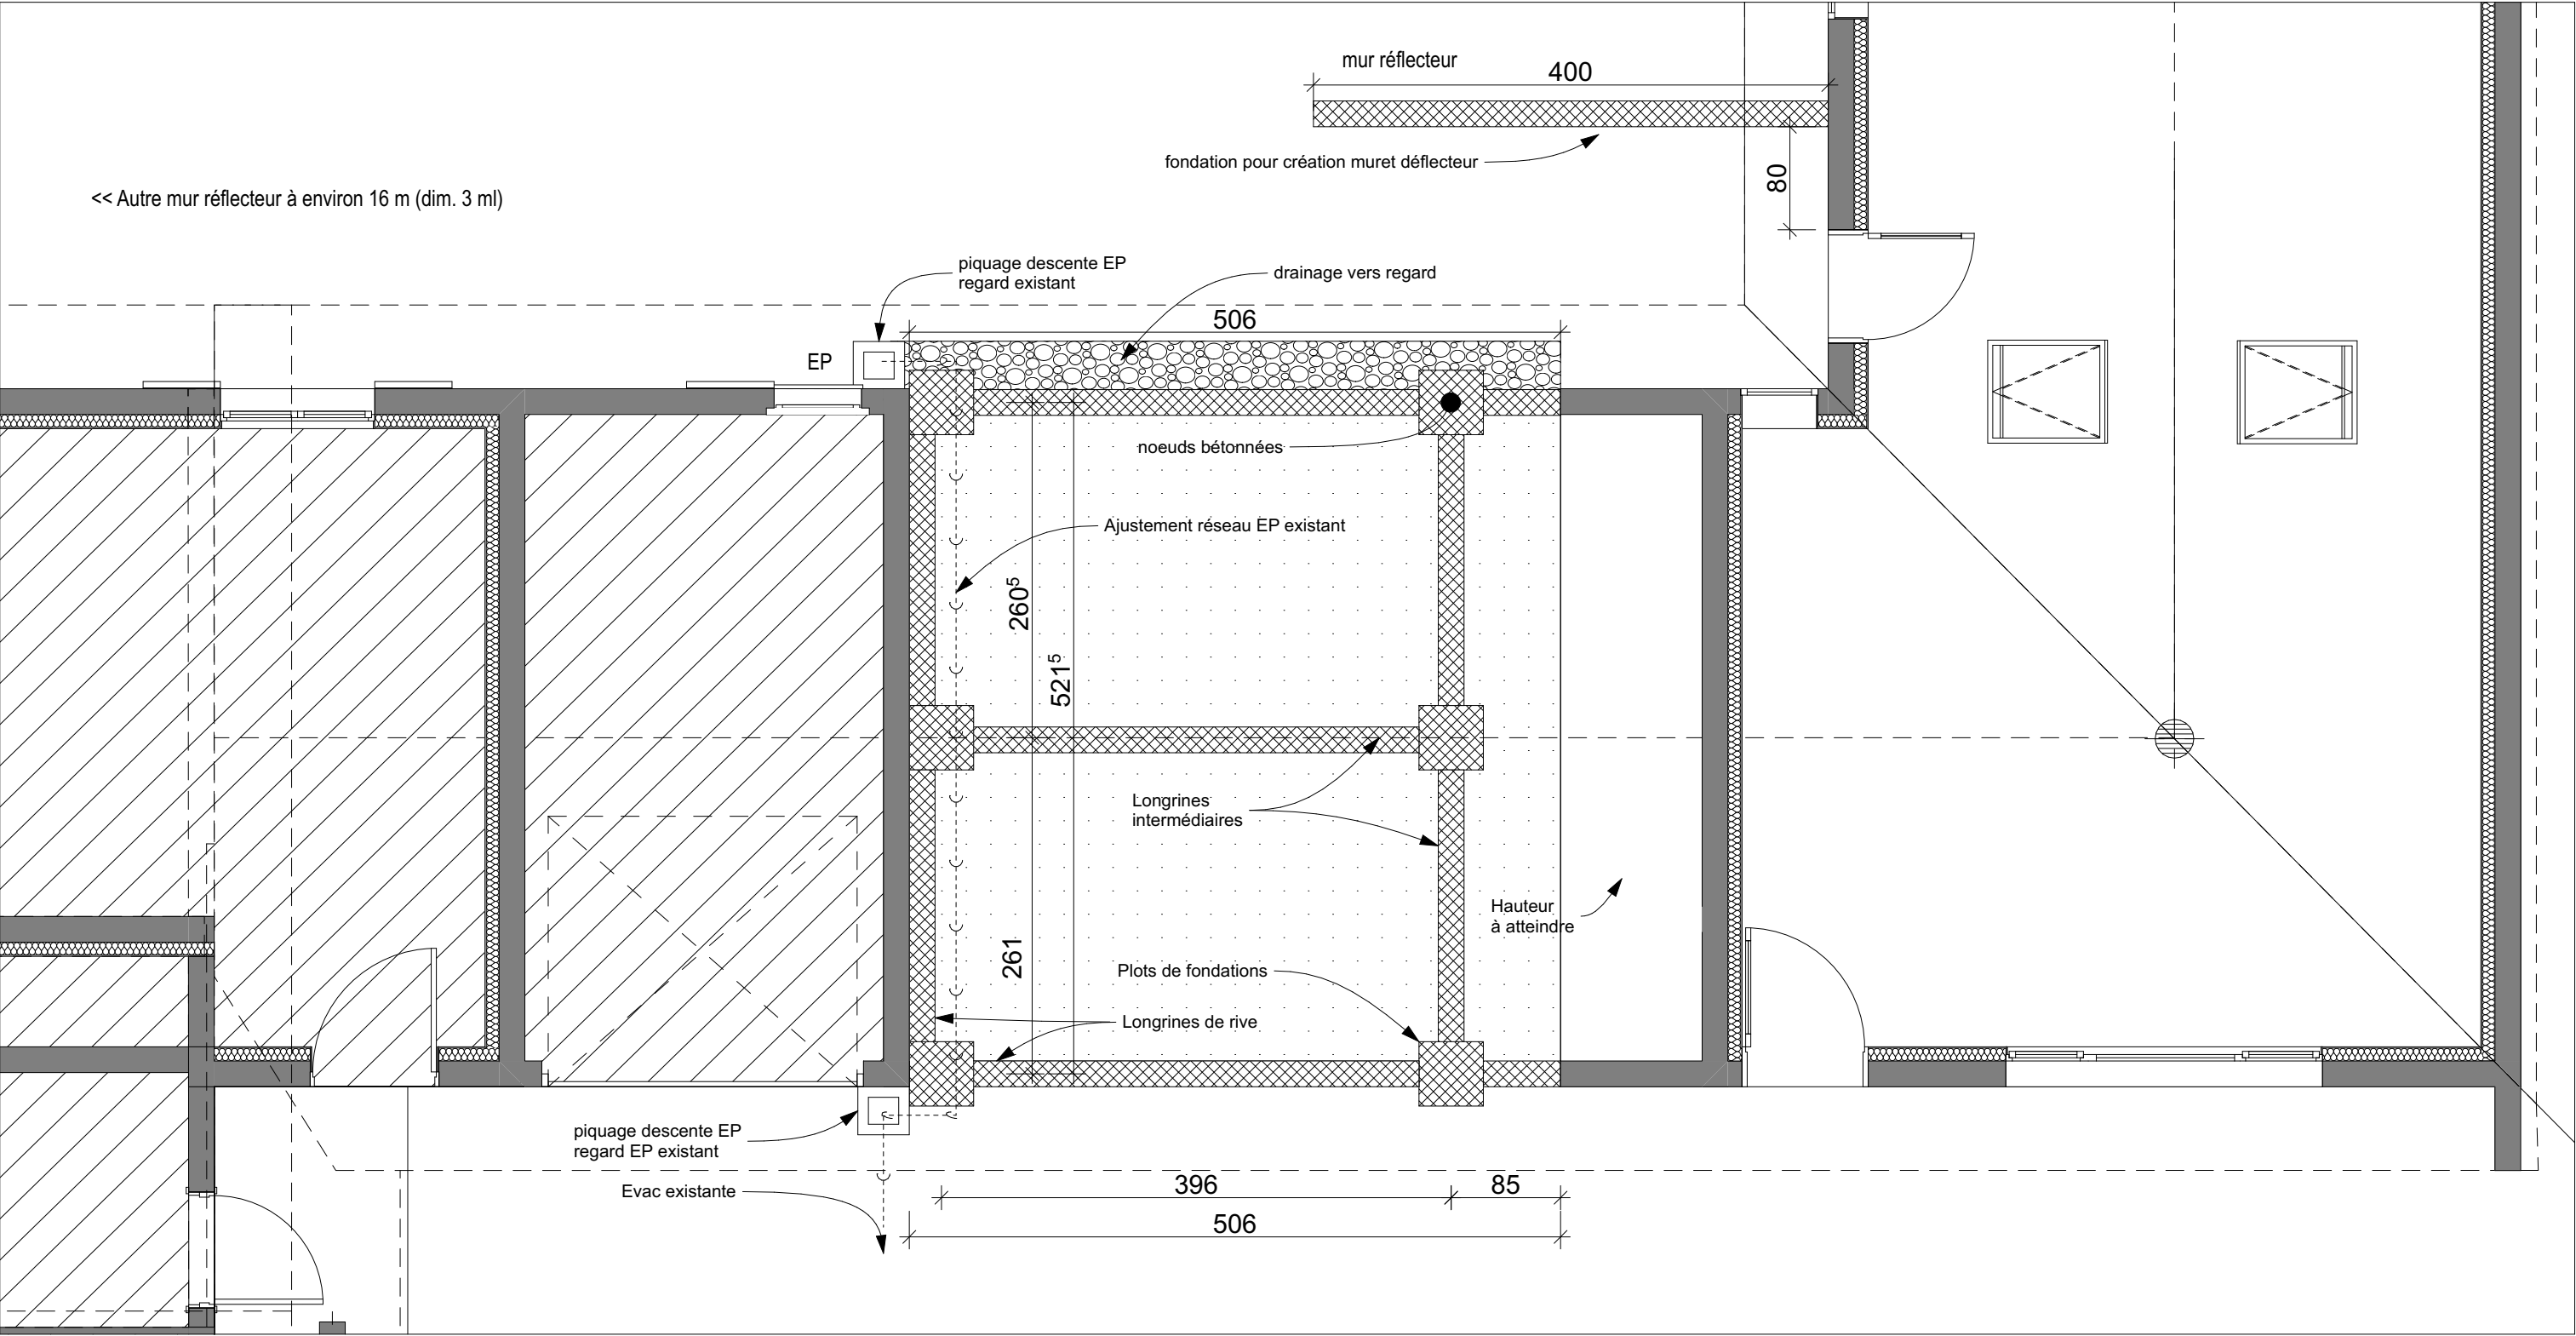 mur réflecteur
400
fondation pour création muret déflecteur
80
<< Autre mur réflecteur à environ 16 m (dim. 3 ml)
piquage descente EP
regard existant
drainage vers regard
506
EP
noeuds bétonnées
Ajustement réseau EP existant
260⁵
521⁵
Longrines
intermédiaires
Hauteur
à atteindre
261
Plots de fondations
Longrines de rive
piquage descente EP
regard EP existant
Evac existante
396
85
506